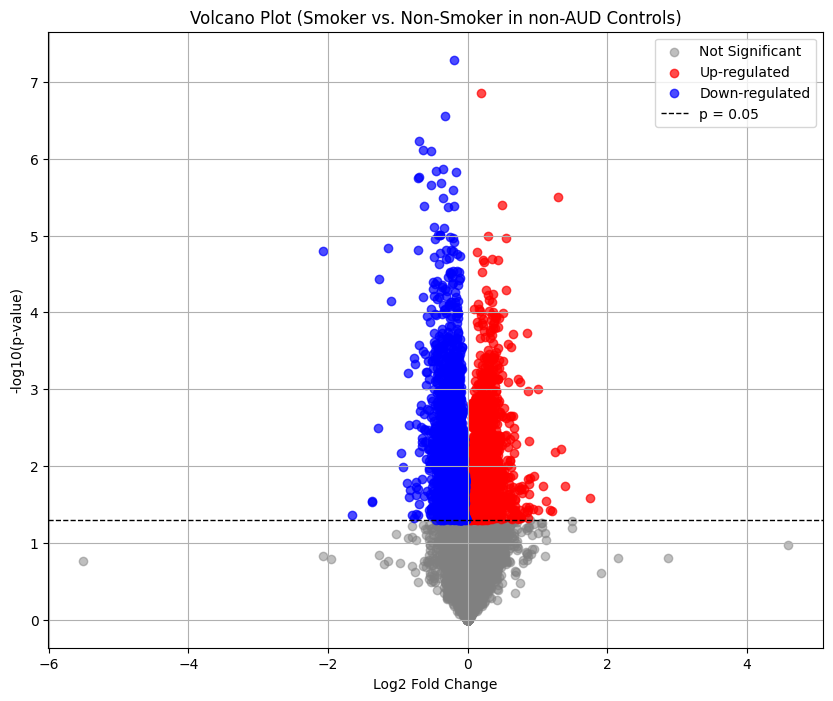 Volcano Plot (Smoker vs. Non-Smoker in non-AUD Controls)
Not Significant
Up-regulated
Down-regulated
p = 0.05
-log10(p-value)
7
6
5
4
3
2
1
0
−6
−4
−2
0
2
4
Log2 Fold Change